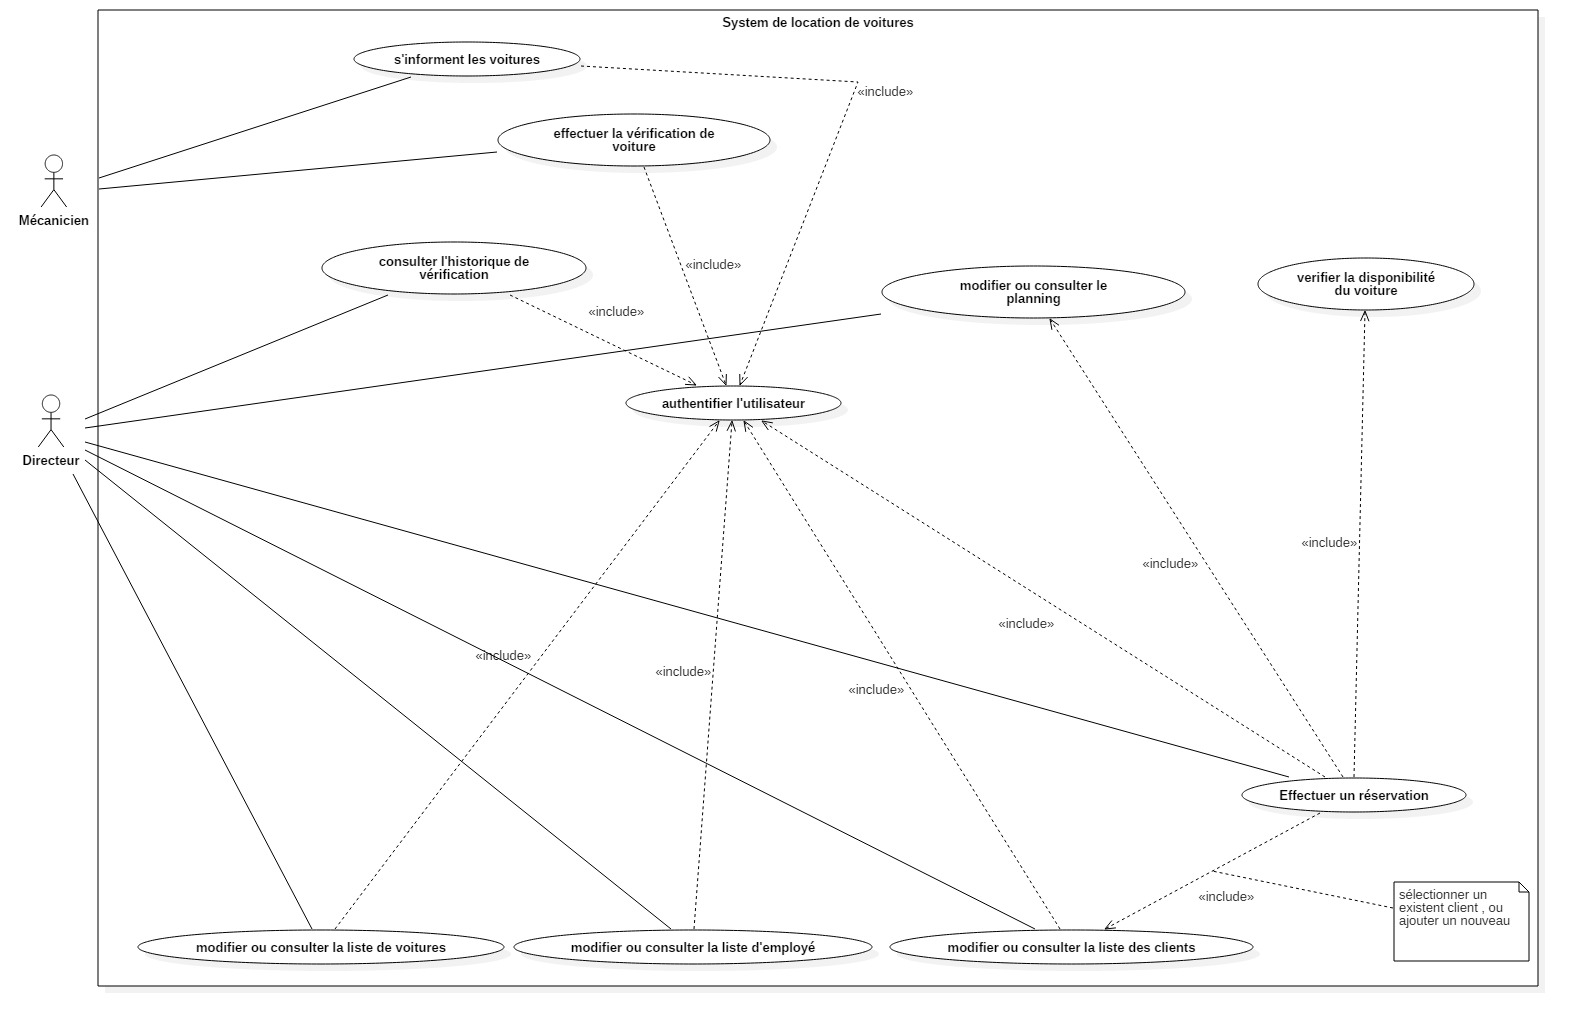 System de location de voitures
s'informent les voitures
«include»
effectuer la vérification de
voiture
Mécanicien
consulter l'historique de
vérification
«include»
«include»
modifier ou consulter le
planning
verifier la disponibilité
du voiture
authentifier l'utilisateur
Directeur
«include»
«include»
«include»
«include»
«include»
«include»
Effectuer un réservation
«include»
sélectionner un
existent client , ou
ajouter un nouveau
modifier ou consulter la liste de voitures
modifier ou consulter la liste d'employé
modifier ou consulter la liste des clients